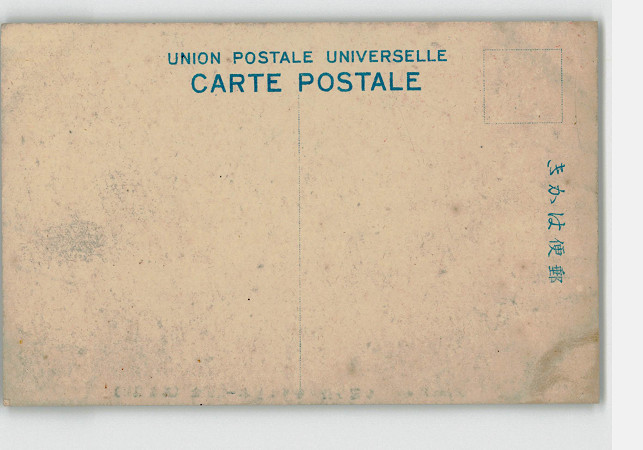 UNION POSTALE UNIVERSELLE
CARTE POSTALE
郵便はかき